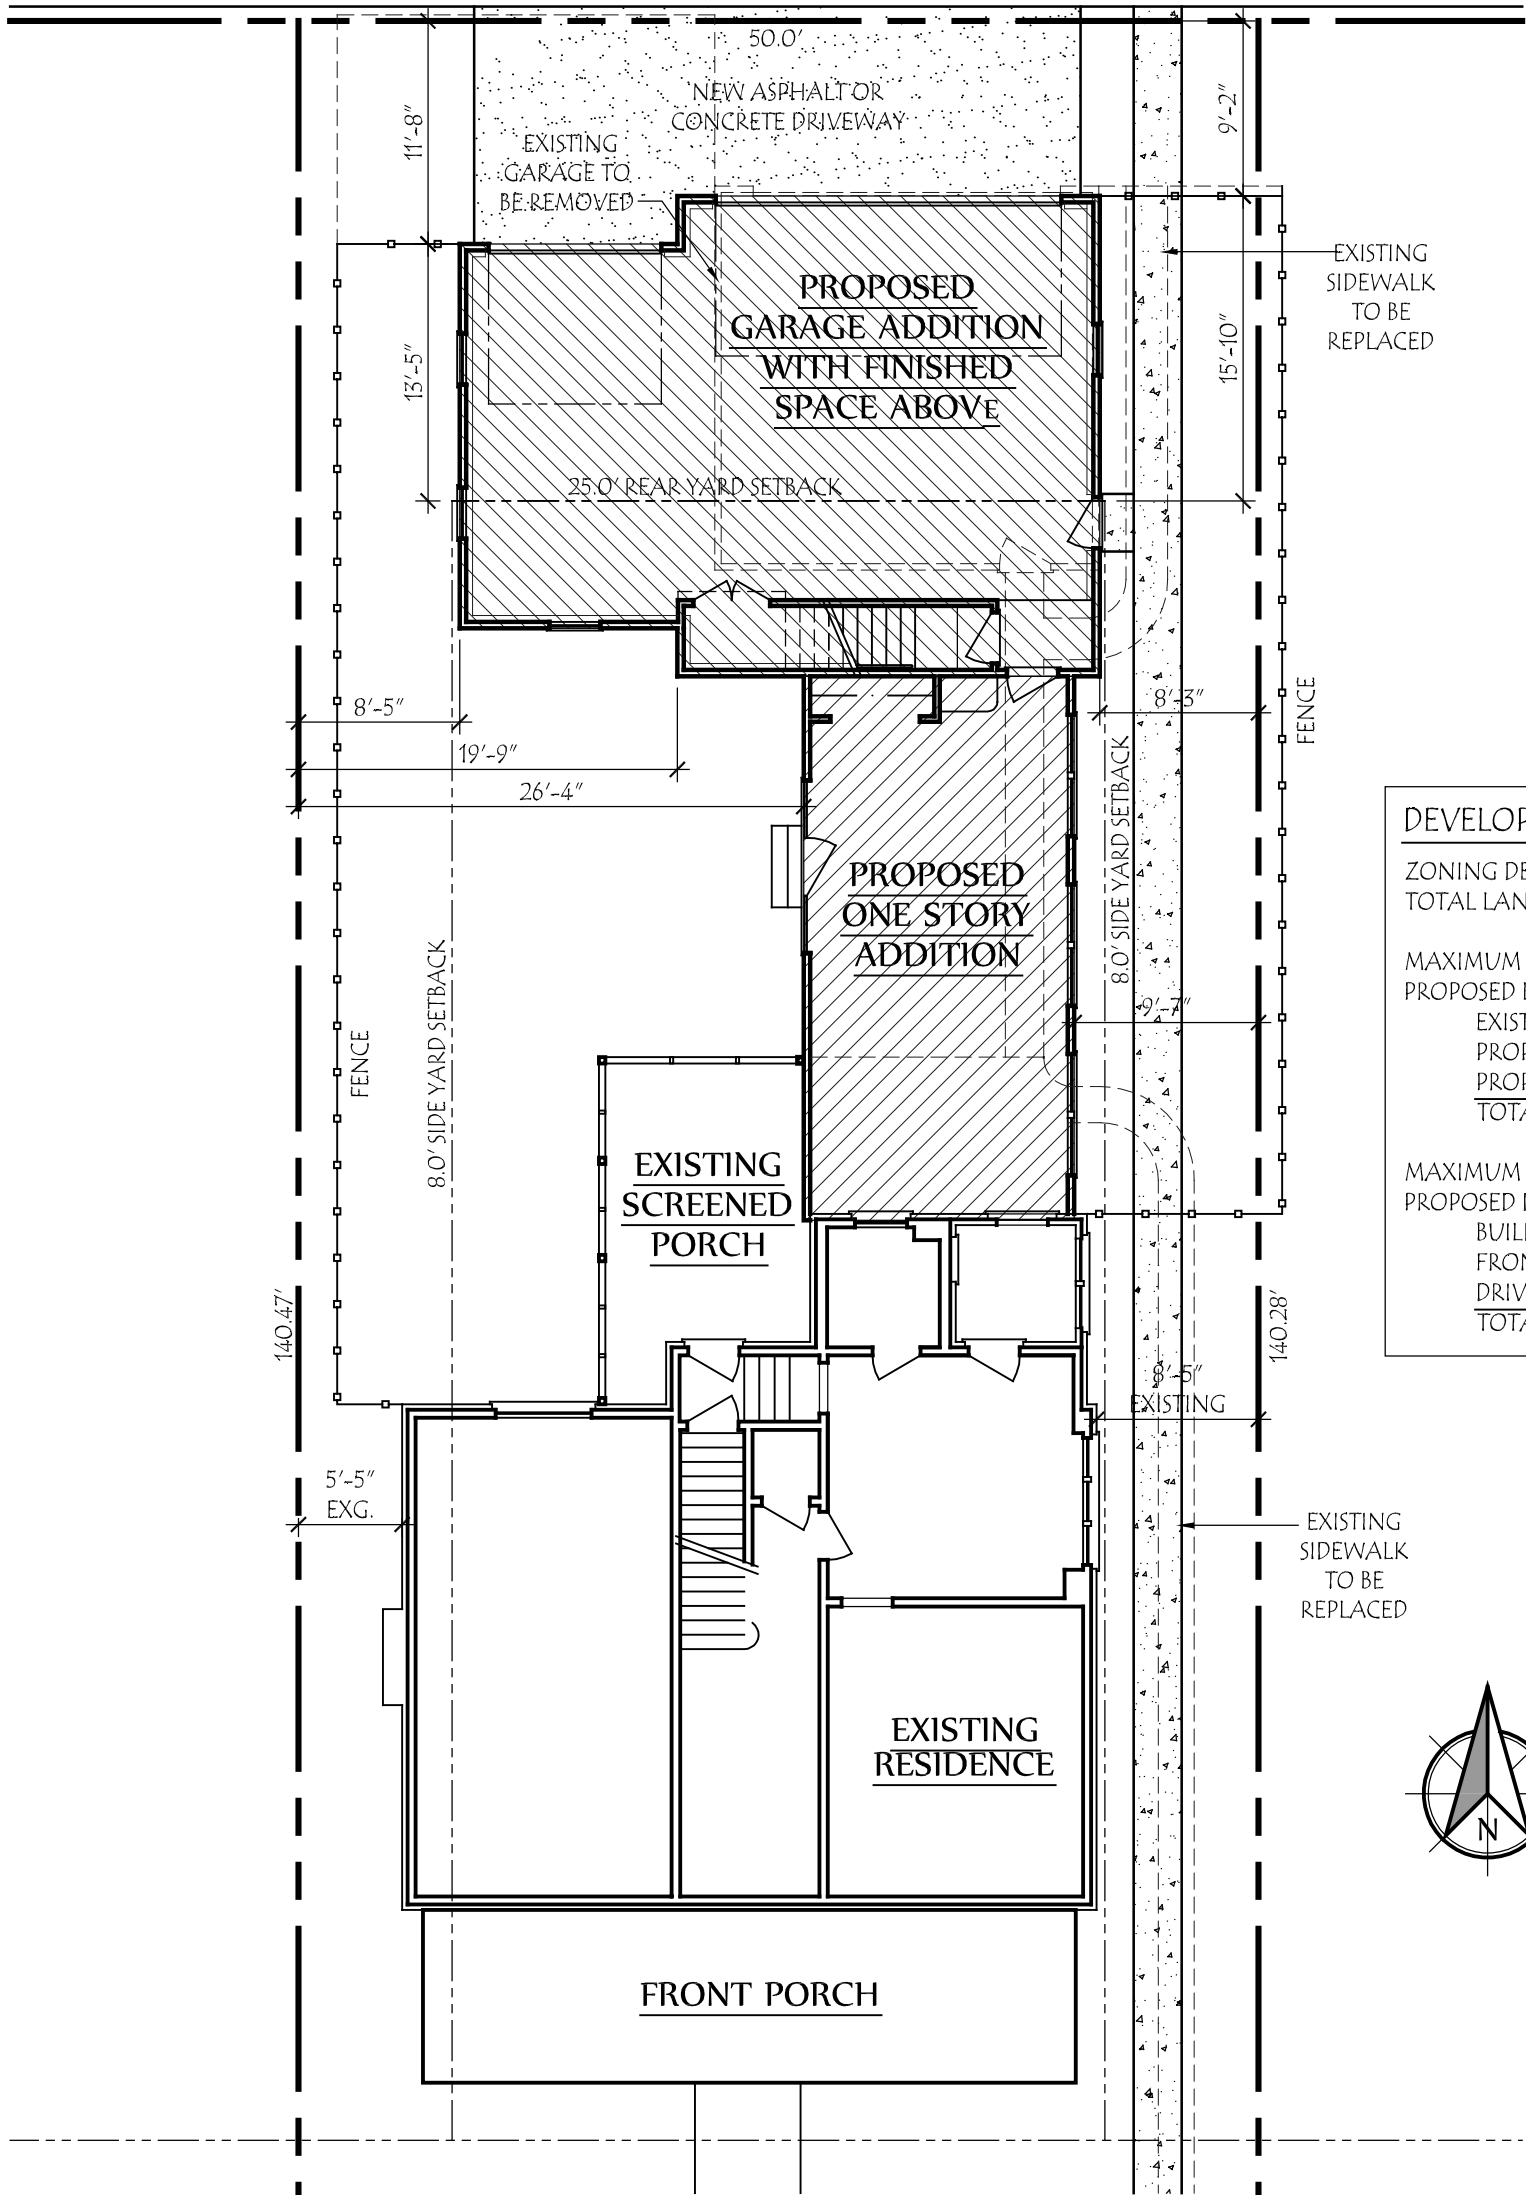 50.0'
NEW ASPHALT OR
CONCRETE DRIVEWAY
11'-8"
9'-2"
EXISTING
GARAGE TO
BE REMOVED
EXISTING
SIDEWALK
TO BE
REPLACED
PROPOSED
GARAGE ADDITION
WITH FINISHED
SPACE ABOVE
13'-5"
15'-10"
25.0' REAR YARD SETBACK
8'-5"
8'-3"
FENCE
19'-9"
26'-4"
8.0' SIDE YARD SETBACK
PROPOSED
ONE STORY
ADDITION
DEVELOP
ZONING DE
TOTAL LAN
MAXIMUM
PROPOSED
EXIST
PROP
PROP
TOTA
MAXIMUM
PROPOSED
BUIL
FRON
DRIV
TOTA
9'-7"
8.0' SIDE YARD SETBACK
FENCE
EXISTING
SCREENED
PORCH
140.47'
140.28'
EXISTING
5'-5"
EXG.
EXISTING
SIDEWALK
TO BE
REPLACED
EXISTING
RESIDENCE
N
FRONT PORCH